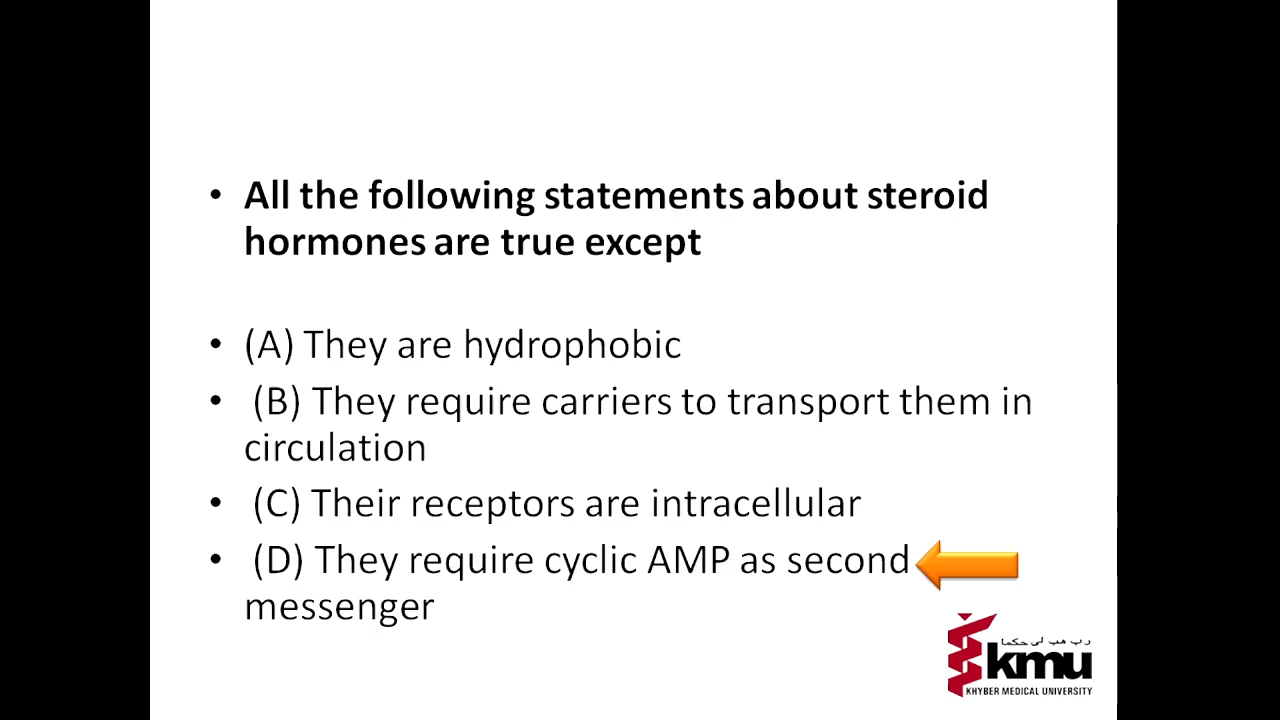 • All the following statements about steroid
hormones are true except
• (A) They are hydrophobic
• (B) They require carriers to transport them in
circulation
• (C) Their receptors are intracellular
• (D) They require cyclic AMP as second
messenger
kmu
KHYBER MEDICAL UNIVERSITY